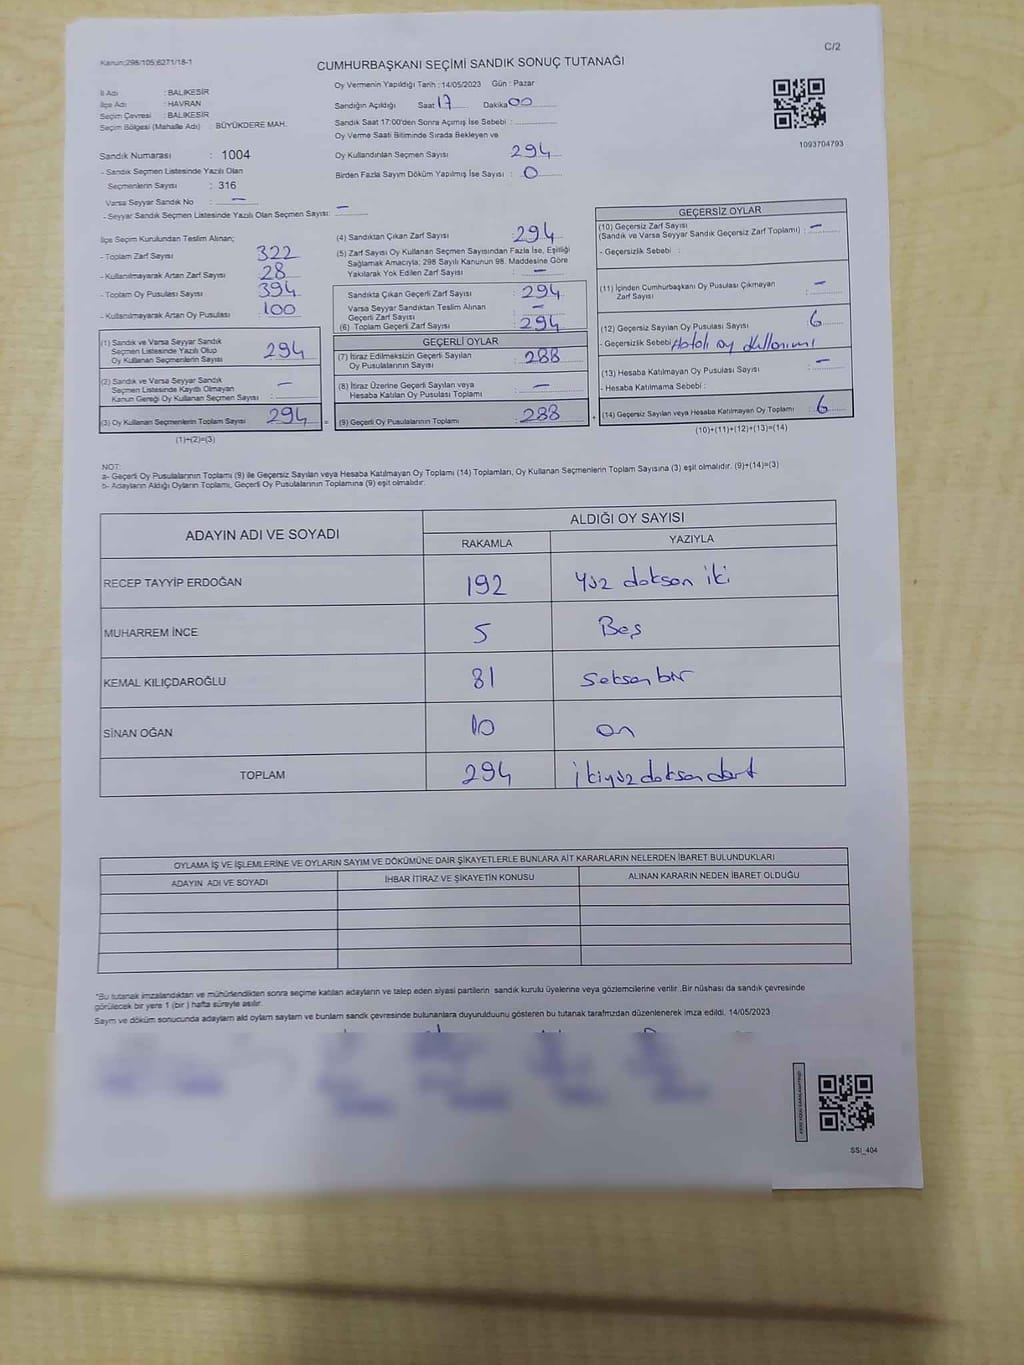 C/2
Kanun:298/105;6271/18-1
CUMHURBAŞKANI SEÇİMİ SANDIK SONUÇ TUTANAĞI
İl Adı : BALIKESİR
İlçe Adı : HAVRAN
Seçim Çevresi : BALIKESİR
Seçim Bölgesi (Mahalle Adı) : BÜYÜKDERE MAH.
Sandık Numarası : 1004
- Sandık Seçmen Listesinde Yazılı Olan
Seçmenlerin Sayısı : 316
Varsa Seyyar Sandık No : —
- Seyyar Sandık Seçmen Listesinde Yazılı Olan Seçmen Sayısı: —
Oy Vermenin Yapıldığı Tarih : 14/05/2023 Gün : Pazar
Sandığın Açıldığı Saat 17 Dakika 00
Sandık Saat 17:00'den Sonra Açılmış İse Sebebi :
Oy Verme Saati Bitiminde Sırada Bekleyen ve
Oy Kullandırılan Seçmen Sayısı 294
Birden Fazla Sayım Döküm Yapılmış İse Sayısı : 0
1093704793
İlçe Seçim Kurulundan Teslim Alınan;
- Toplam Zarf Sayısı 322
- Kullanılmayarak Artan Zarf Sayısı 28
- Toplam Oy Pusulası Sayısı 394
- Kullanılmayarak Artan Oy Pusulası 100
(1) Sandık ve Varsa Seyyar Sandık
Seçmen Listesinde Yazılı Olup
Oy Kullanan Seçmenlerin Sayısı 294
(2) Sandık ve Varsa Seyyar Sandık
Seçmen Listesinde Kayıtlı Olmayan
Kanun Gereği Oy Kullanan Seçmen Sayısı : —
(3) Oy Kullanan Seçmenlerin Toplam Sayısı 294
(1)+(2)=(3)
(4) Sandıktan Çıkan Zarf Sayısı 294
(5) Zarf Sayısı Oy Kullanan Seçmen Sayısından Fazla İse, Eşitliği
Sağlamak Amacıyla; 298 Sayılı Kanunun 98. Maddesine Göre
Yakılarak Yok Edilen Zarf Sayısı : —
Sandıkta Çıkan Geçerli Zarf Sayısı : 294
Varsa Seyyar Sandıktan Teslim Alınan
Geçerli Zarf Sayısı : —
(6) Toplam Geçerli Zarf Sayısı : 294
GEÇERLİ OYLAR
(7) İtiraz Edilmeksizin Geçerli Sayılan
Oy Pusulalarının Sayısı : 288
(8) İtiraz Üzerine Geçerli Sayılan veya
Hesaba Katılan Oy Pusulası Toplamı : —
= (9) Geçerli Oy Pusulalarının Toplamı : 288
GEÇERSİZ OYLAR
(10) Geçersiz Zarf Sayısı
(Sandık ve Varsa Seyyar Sandık Geçersiz Zarf Toplamı) : —
- Geçersizlik Sebebi :
(11) İçinden Cumhurbaşkanı Oy Pusulası Çıkmayan
Zarf Sayısı : —
(12) Geçersiz Sayılan Oy Pusulası Sayısı : 6
- Geçersizlik Sebebi Hatalı oy kullanımı
(13) Hesaba Katılmayan Oy Pusulası Sayısı : —
- Hesaba Katılmama Sebebi :
+ (14) Geçersiz Sayılan veya Hesaba Katılmayan Oy Toplamı : 6
(10)+(11)+(12)+(13)=(14)
NOT:
a- Geçerli Oy Pusulalarının Toplamı (9) ile Geçersiz Sayılan veya Hesaba Katılmayan Oy Toplamı (14) Toplamları, Oy Kullanan Seçmenlerin Toplam Sayısına (3) eşit olmalıdır. (9)+(14)=(3)
b- Adayların Aldığı Oyların Toplamı, Geçerli Oy Pusulalarının Toplamına (9) eşit olmalıdır.
ADAYIN ADI VE SOYADI
ALDIĞI OY SAYISI
RAKAMLA YAZIYLA
RECEP TAYYİP ERDOĞAN 192 Yüz doksan iki
MUHARREM İNCE 5 Beş
KEMAL KILIÇDAROĞLU 81 Seksen bir
SİNAN OĞAN 10 on
TOPLAM 294 ikiyüz doksan dört
OYLAMA İŞ VE İŞLEMLERİNE VE OYLARIN SAYIM VE DÖKÜMÜNE DAİR ŞİKAYETLERLE BUNLARA AİT KARARLARIN NELERDEN İBARET BULUNDUKLARI
ADAYIN ADI VE SOYADI İHBAR İTİRAZ VE ŞİKAYETİN KONUSU ALINAN KARARIN NEDEN İBARET OLDUĞU
"Bu tutanak imzalandıktan ve mühürlendikten sonra seçime katılan adayların ve talep eden siyasi partilerin sandık kurulu üyelerine veya gözlemcilerine verilir. Bir nüshası da sandık çevresinde
görülecek bir yere 1 (bir ) hafta süreyle asılır.
Sayım ve döküm sonucunda adayların aldı oyların sayıları ve bunların sandık çevresinde bulunanlara duyurulduunu gösteren bu tutanak tarafımızdan düzenlenerek imza edildi. 14/05/2023
SSI_404